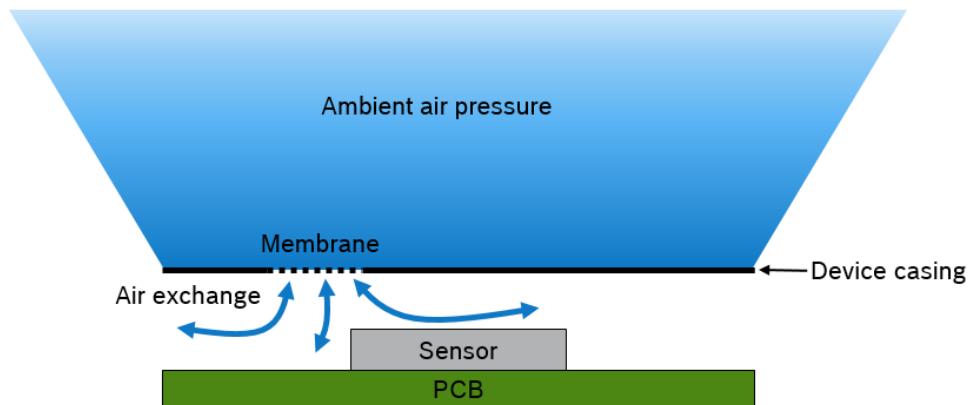 Ambient air pressure
Membrane
Device casing
Air exchange
Sensor
PCB